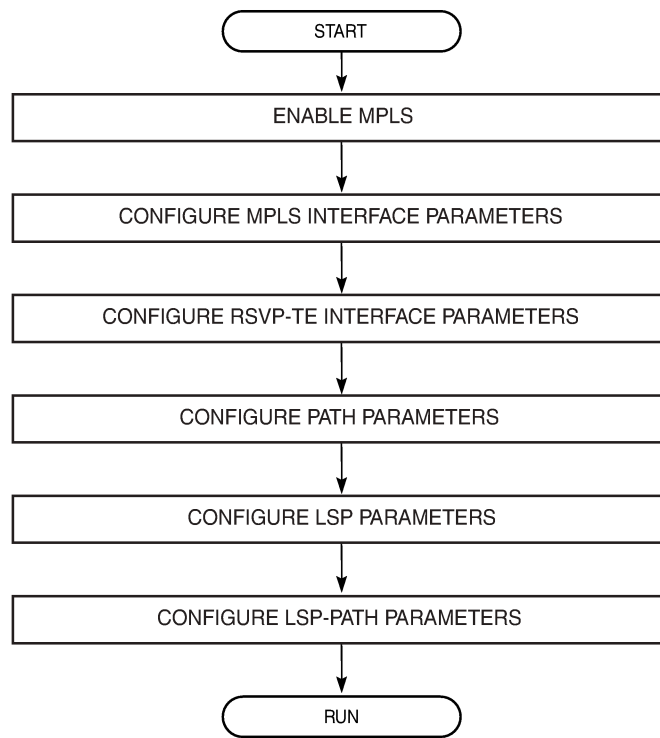 START
ENABLE MPLS
CONFIGURE MPLS INTERFACE PARAMETERS
CONFIGURE RSVP-TE INTERFACE PARAMETERS
CONFIGURE PATH PARAMETERS
CONFIGURE LSP PARAMETERS
CONFIGURE LSP-PATH PARAMETERS
RUN